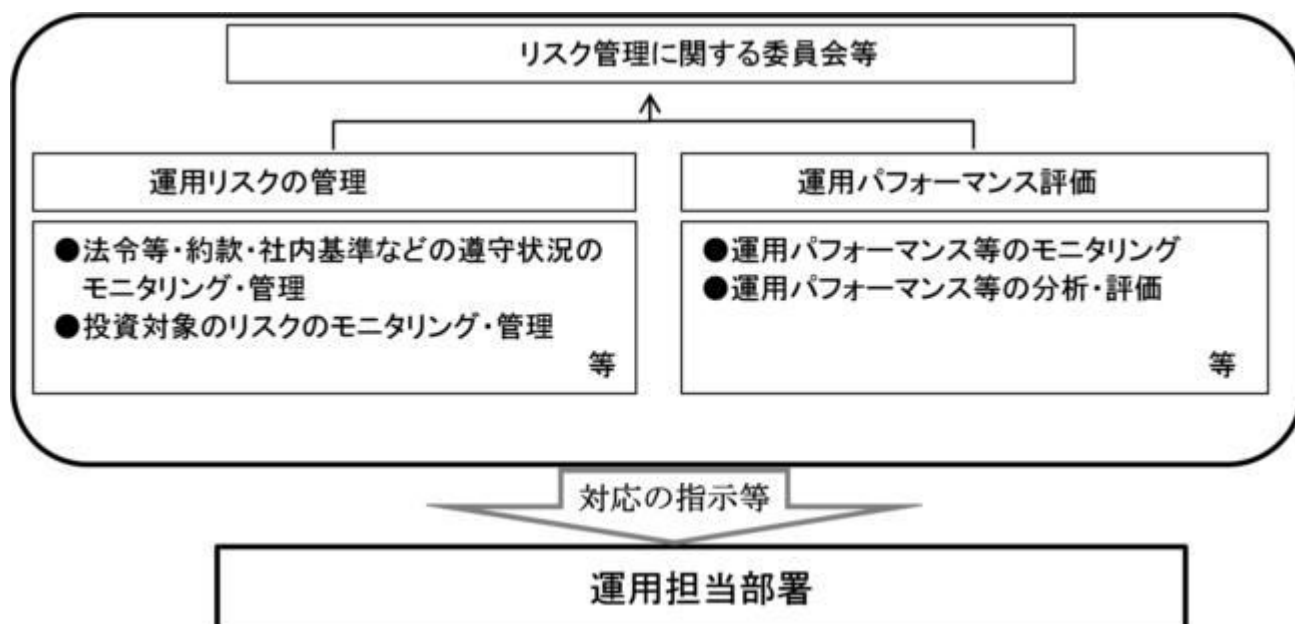 リスク管理に関する委員会等
運用リスクの管理
●法令等・約款・社内基準などの遵守状況の
モニタリング・管理
●投資対象のリスクのモニタリング・管理
等
運用パフォーマンス評価
●運用パフォーマンス等のモニタリング
●運用パフォーマンス等の分析・評価
等
対応の指示等
運用担当部署